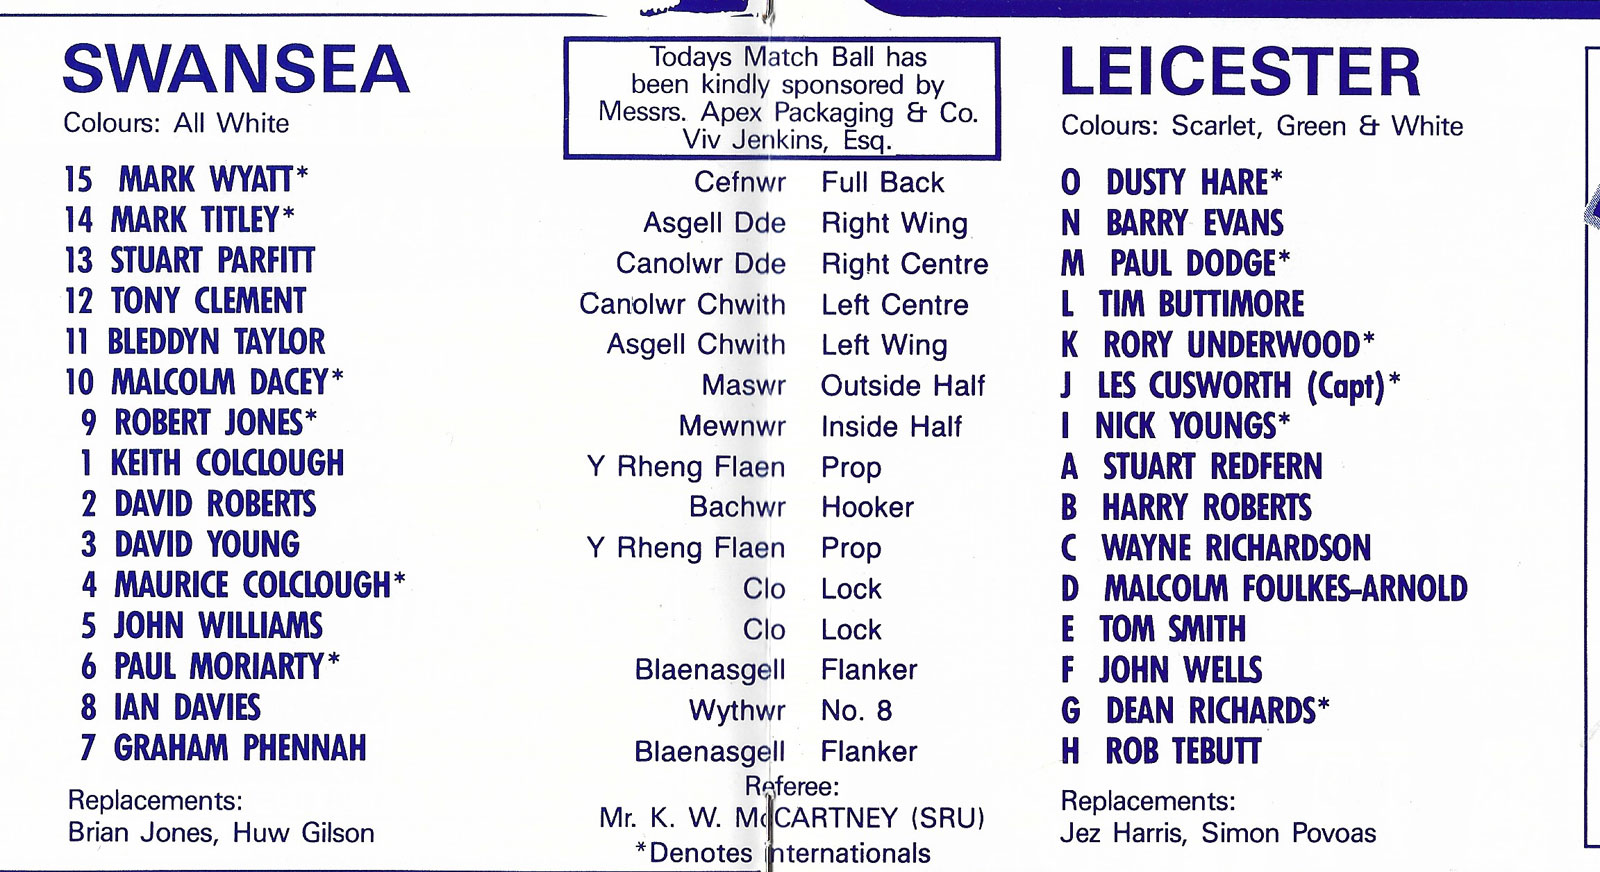 SWANSEA
Colours: All White
Todays Match Ball has
been kindly sponsored by
Messrs. Apex Packaging & Co.
Viv Jenkins, Esq.
LEICESTER
Colours: Scarlet, Green & White
15 MARK WYATT* Cefnwr Full Back O DUSTY HARE*
14 MARK TITLEY* Asgell Dde Right Wing N BARRY EVANS
13 STUART PARFITT Canolwr Dde Right Centre M PAUL DODGE*
12 TONY CLEMENT Canolwr Chwith Left Centre L TIM BUTTIMORE
11 BLEDDYN TAYLOR Asgell Chwith Left Wing K RORY UNDERWOOD*
10 MALCOLM DACEY* Maswr Outside Half J LES CUSWORTH (Capt)*
9 ROBERT JONES* Mewnwr Inside Half I NICK YOUNGS*
1 KEITH COLCLOUGH Y Rheng Flaen Prop A STUART REDFERN
2 DAVID ROBERTS Bachwr Hooker B HARRY ROBERTS
3 DAVID YOUNG Y Rheng Flaen Prop C WAYNE RICHARDSON
4 MAURICE COLCLOUGH* Clo Lock D MALCOLM FOULKES-ARNOLD
5 JOHN WILLIAMS Clo Lock E TOM SMITH
6 PAUL MORIARTY* Blaenasgell Flanker F JOHN WELLS
8 IAN DAVIES Wythwr No. 8 G DEAN RICHARDS*
7 GRAHAM PHENNAH Blaenasgell Flanker H ROB TEBUTT
Replacements:
Brian Jones, Huw Gilson
Referee:
Mr. K. W. McCARTNEY (SRU)
*Denotes Internationals
Replacements:
Jez Harris, Simon Povoas